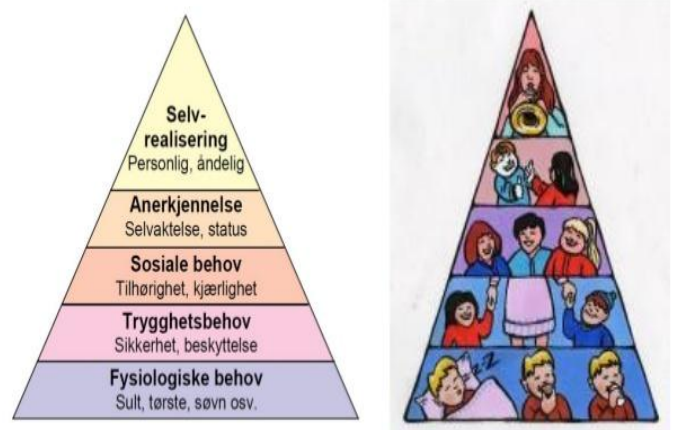 Selv-
realisering
Personlig, åndelig
Anerkjennelse
Selvaktelse, status
Sosiale behov
Tilhørighet, kjærlighet
Trygghetsbehov
Sikkerhet, beskyttelse
Fysiologiske behov
Sult, tørste, søvn osv.
zZZ